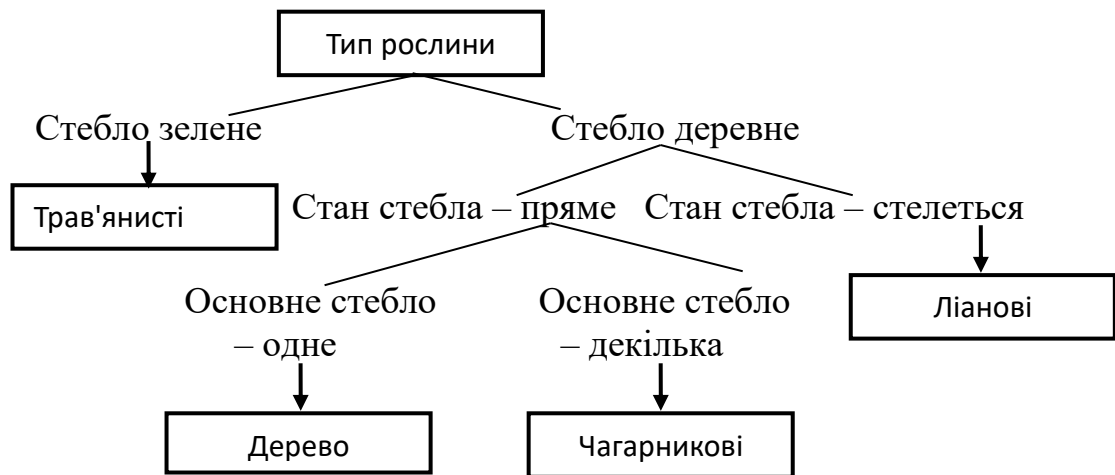 Тип рослини
Стебло зелене
Стебло деревне
Трав'янисті
Стан стебла – пряме
Стан стебла – стелеться
Основне стебло
– одне
Основне стебло
– декілька
Ліанові
Дерево
Чагарникові